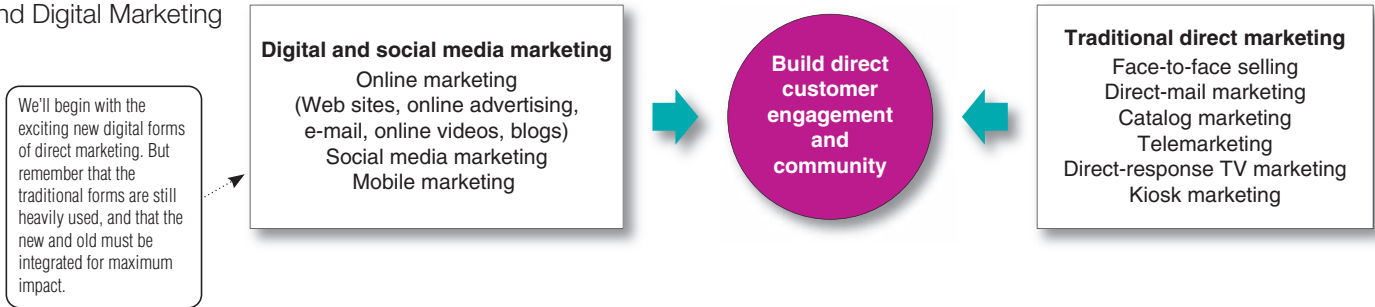 nd Digital Marketing
We'll begin with the
exciting new digital forms
of direct marketing. But
remember that the
traditional forms are still
heavily used, and that the
new and old must be
integrated for maximum
impact.
Digital and social media marketing
Online marketing
(Web sites, online advertising,
e-mail, online videos, blogs)
Social media marketing
Mobile marketing
Build direct
customer
engagement
and
community
Traditional direct marketing
Face-to-face selling
Direct-mail marketing
Catalog marketing
Telemarketing
Direct-response TV marketing
Kiosk marketing